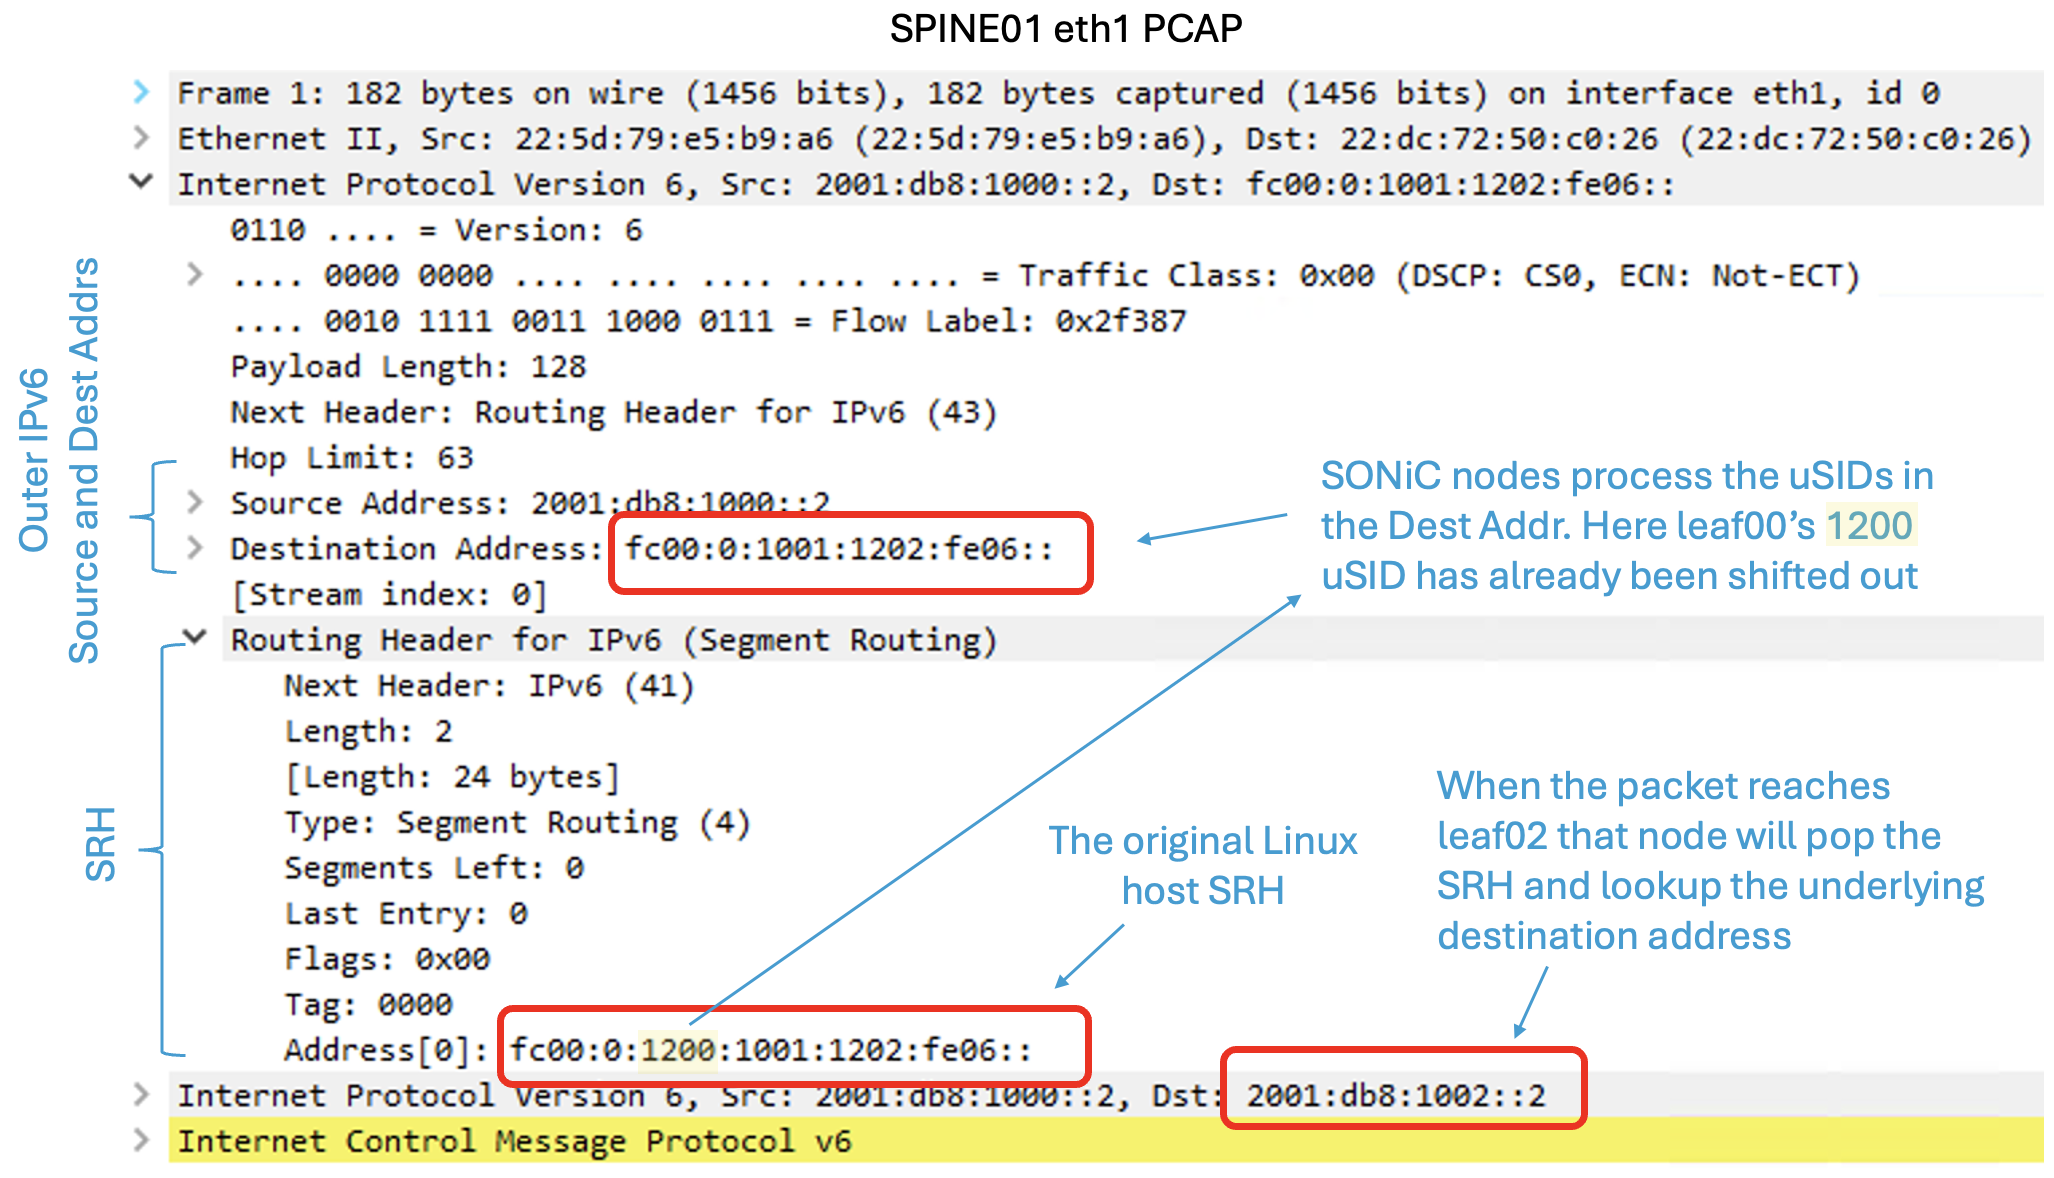 SPINE01 eth1 PCAP
Frame 1: 182 bytes on wire (1456 bits), 182 bytes captured (1456 bits) on interface eth1, id 0
Ethernet II, Src: 22:5d:79:e5:b9:a6 (22:5d:79:e5:b9:a6), Dst: 22:dc:72:50:c0:26 (22:dc:72:50:c0:26)
Internet Protocol Version 6, Src: 2001:db8:1000::2, Dst: fc00:0:1001:1202:fe06::
0110 .... = Version: 6
.... 0000 0000 .... .... .... .... .... = Traffic Class: 0x00 (DSCP: CS0, ECN: Not-ECT)
.... 0010 1111 0011 1000 0111 = Flow Label: 0x2f387
Payload Length: 128
Next Header: Routing Header for IPv6 (43)
Hop Limit: 63
Source Address: 2001:db8:1000::2
Destination Address: fc00:0:1001:1202:fe06::
[Stream index: 0]
Routing Header for IPv6 (Segment Routing)
Next Header: IPv6 (41)
Length: 2
[Length: 24 bytes]
Type: Segment Routing (4)
Segments Left: 0
Last Entry: 0
Flags: 0x00
Tag: 0000
Address[0]: fc00:0:1200:1001:1202:fe06::
Internet Protocol Version 6, Src: 2001:db8:1000::2, Dst: 2001:db8:1002::2
Internet Control Message Protocol v6
Outer IPv6
Source and Dest Addrs
SRH
SONiC nodes process the uSIDs in
the Dest Addr. Here leaf00’s 1200
uSID has already been shifted out
The original Linux
host SRH
When the packet reaches
leaf02 that node will pop the
SRH and lookup the underlying
destination address